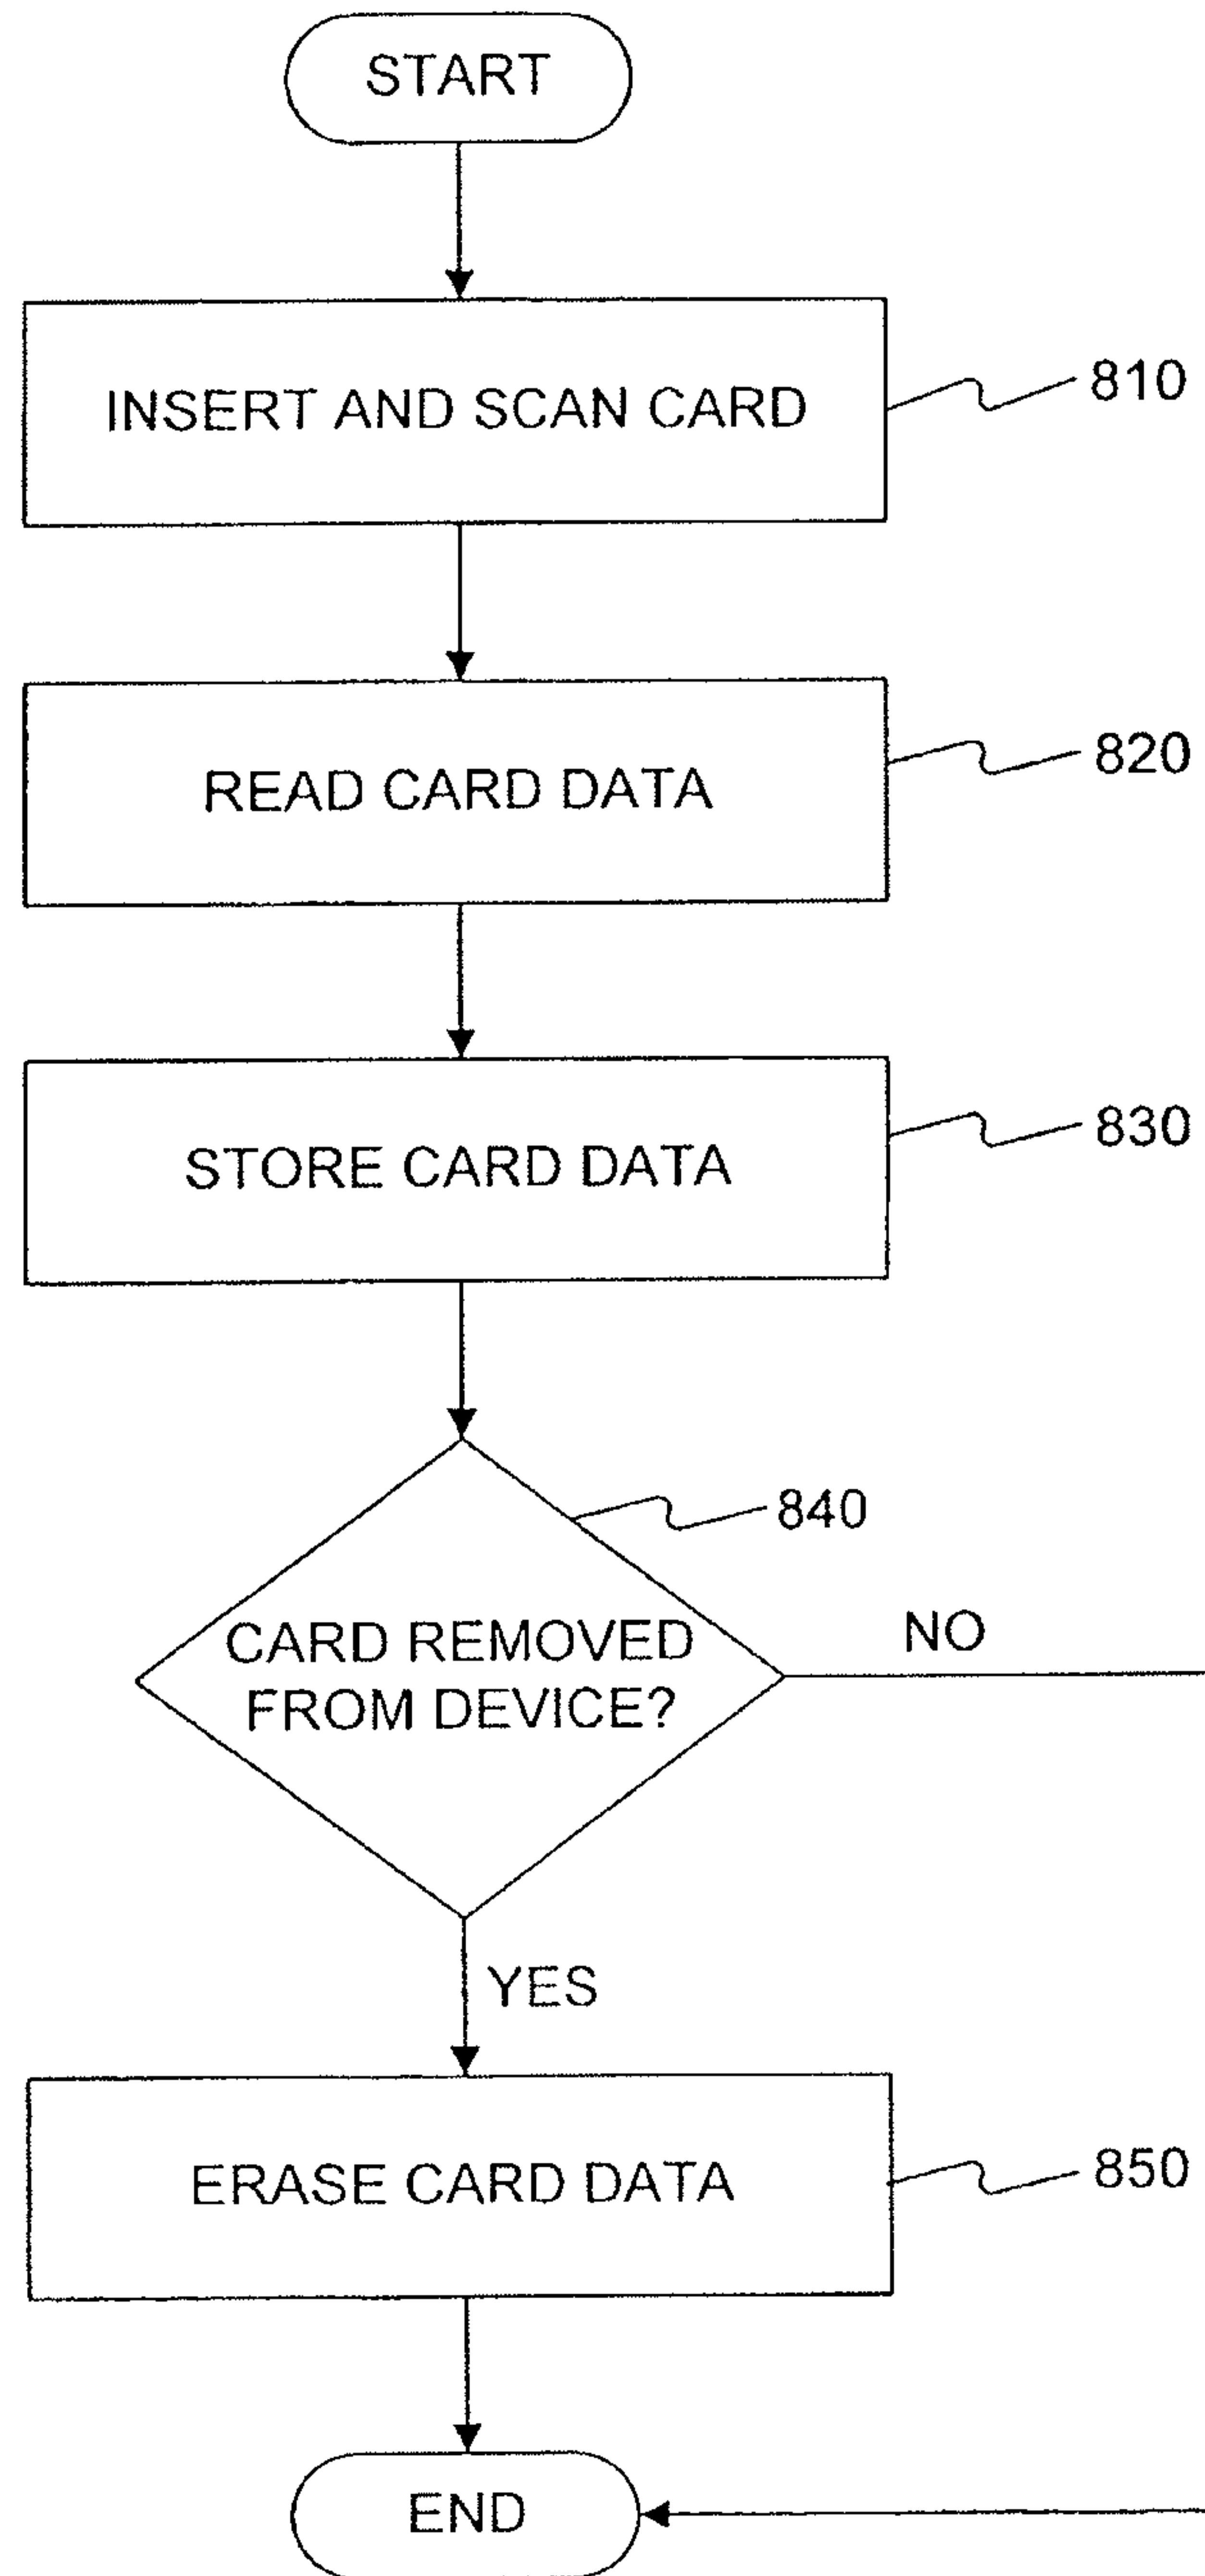 START
INSERT AND SCAN CARD
810
READ CARD DATA
820
STORE CARD DATA
830
840
CARD REMOVED
FROM DEVICE?
NO
YES
ERASE CARD DATA
850
END